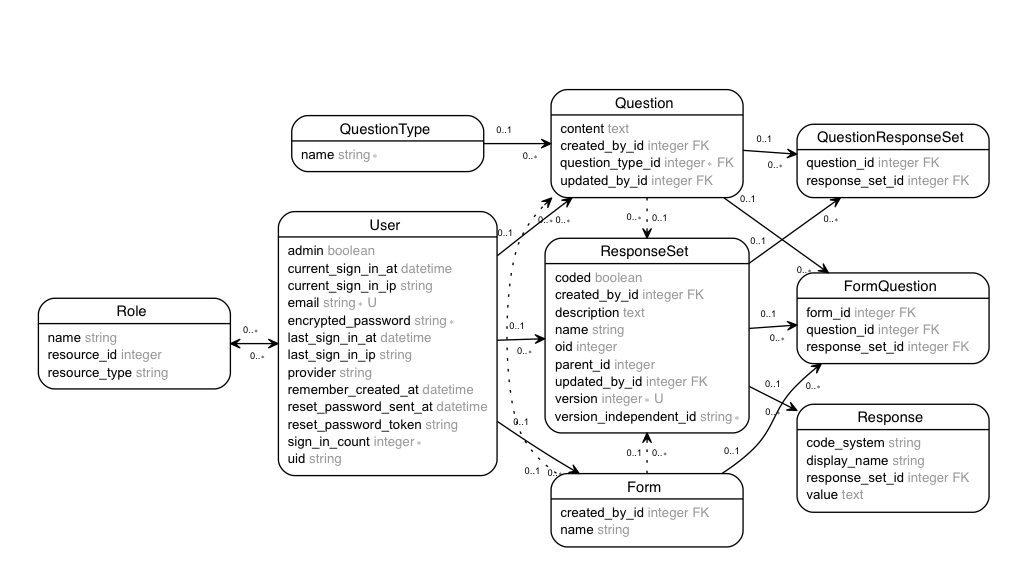 QuestionType
name string *
Question
content text
created_by_id integer FK
question_type_id integer * FK
updated_by_id integer FK
QuestionResponseSet
question_id integer FK
response_set_id integer FK
User
admin boolean
current_sign_in_at datetime
current_sign_in_ip string
email string * U
encrypted_password string *
last_sign_in_at datetime
last_sign_in_ip string
provider string
remember_created_at datetime
reset_password_sent_at datetime
reset_password_token string
sign_in_count integer *
uid string
Role
name string
resource_id integer
resource_type string
ResponseSet
coded boolean
created_by_id integer FK
description text
name string
oid integer
parent_id integer
updated_by_id integer FK
version integer * U
version_independent_id string *
FormQuestion
form_id integer FK
question_id integer FK
response_set_id integer FK
Response
code_system string
display_name string
response_set_id integer FK
value text
Form
created_by_id integer FK
name string
0..1
0..*
0..1
0..*
0..1
0..*
0..*
0..*
0..1
0..1
0..*
0..1
0..*
0..*
0..*
0..1
0..*
0..1
0..*
0..1
0..*
0..1
0..1
0..*
0..1
0..*
0..1
0..*